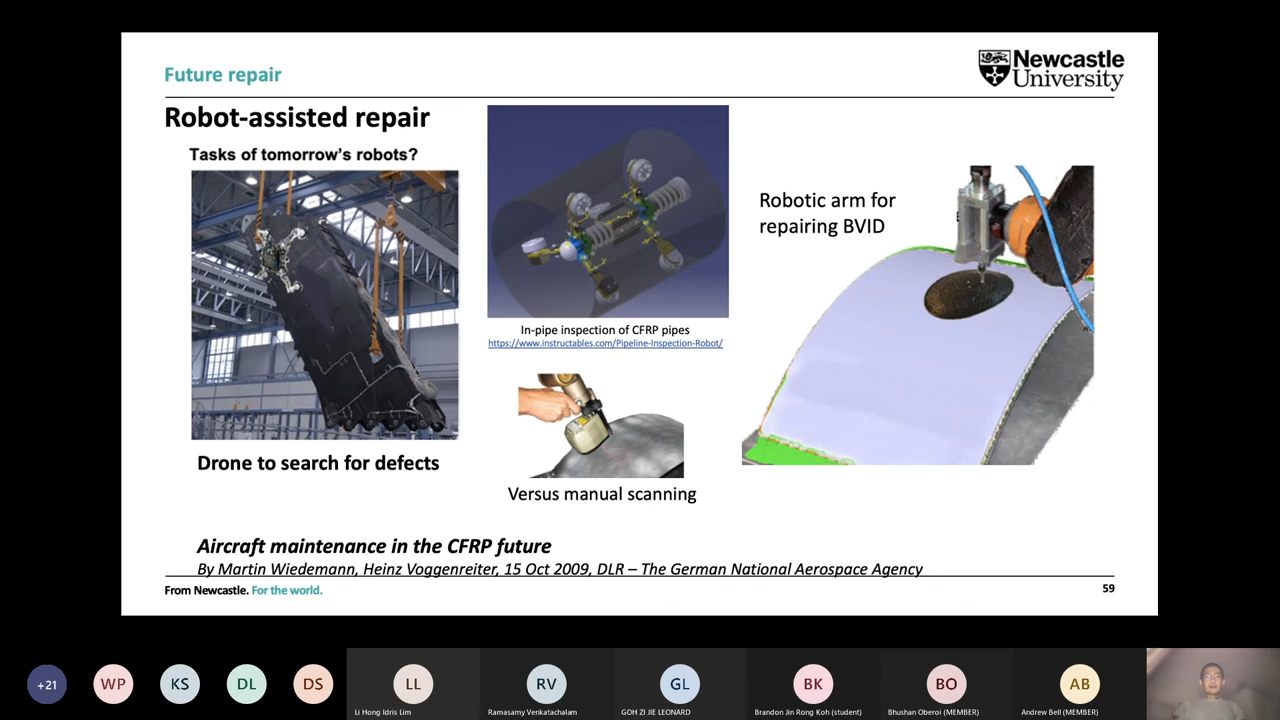 Future repair
Newcastle
University
Robot-assisted repair
Tasks of tomorrow's robots?
Robotic arm for
repairing BVID
In-pipe inspection of CFRP pipes
https://www.instructables.com/Pipeline-Inspection-Robot/
Drone to search for defects
Versus manual scanning
Aircraft maintenance in the CFRP future
By Martin Wiedemann, Heinz Voggenreiter, 15 Oct 2009, DLR – The German National Aerospace Agency
From Newcastle. For the world.
59
+21
WP
KS
DL
DS
LL
RV
GL
BK
BO
AB
Li Hong Idris Lim
Ramasamy Venkatachalam
GOH ZI JIE LEONARD
Brandon Jin Rong Koh (student)
Bhushan Oberoi (MEMBER)
Andrew Bell (MEMBER)